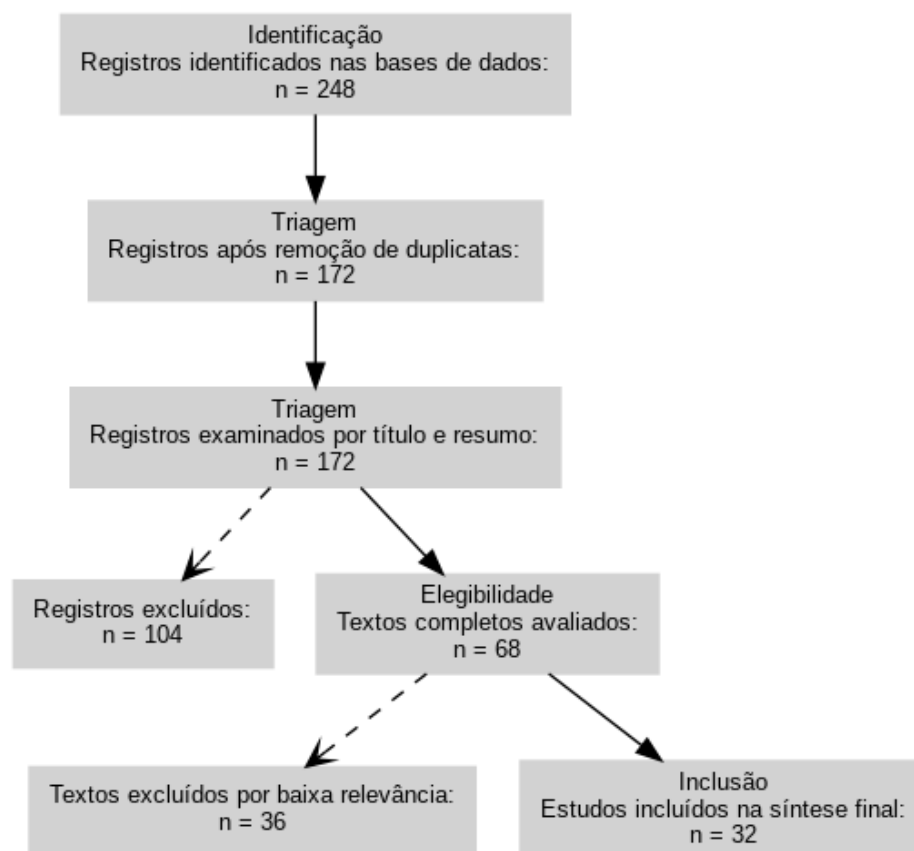 Identificação
Registros identificados nas bases de dados:
n = 248
Triagem
Registros após remoção de duplicatas:
n = 172
Triagem
Registros examinados por título e resumo:
n = 172
Registros excluídos:
n = 104
Elegibilidade
Textos completos avaliados:
n = 68
Textos excluídos por baixa relevância:
n = 36
Inclusão
Estudos incluídos na síntese final:
n = 32